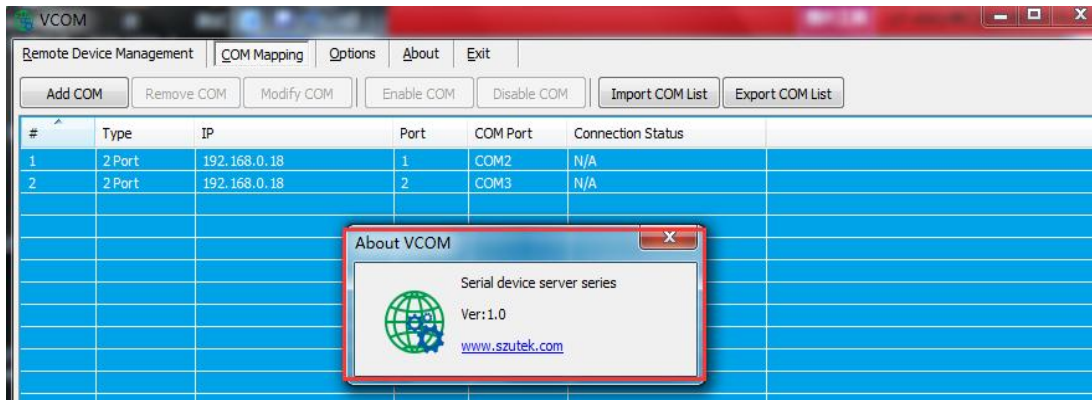 VCOM
Remote Device Management COM Mapping Options About Exit
Add COM Remove COM Modify COM Enable COM Disable COM Import COM List Export COM List
# Type IP Port COM Port Connection Status
1 2 Port 192.168.0.18 1 COM2 N/A
2 2 Port 192.168.0.18 2 COM3 N/A
About VCOM
Serial device server series
Ver:1.0
www.szutek.com